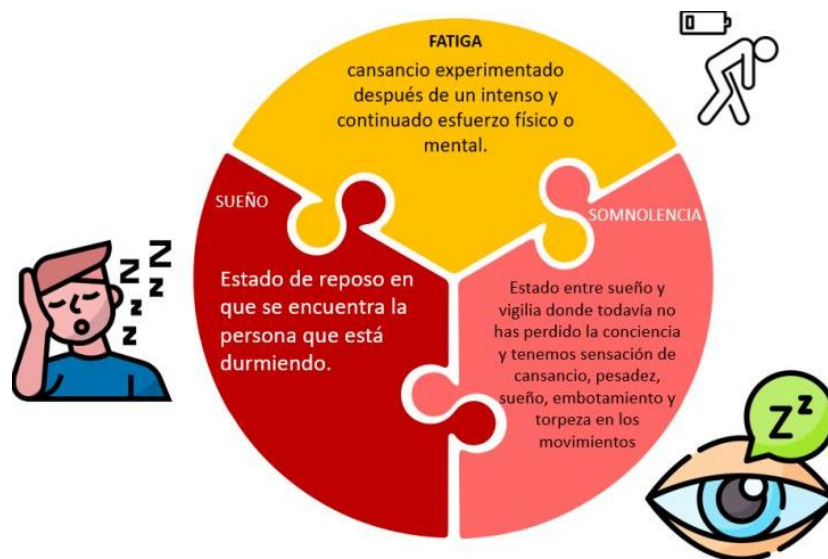 FATIGA
cansancio experimentado
después de un intenso y
continuado esfuerzo físico o
mental.
SUEÑO
Estado de reposo en
que se encuentra la
persona que está
durmiendo.
SOMNOLENCIA
Estado entre sueño y
vigilia donde todavía no
has perdido la conciencia
y tenemos sensación de
cansancio, pesadez,
sueño, embotamiento y
torpeza en los
movimientos
Z Z
z z
z
Z z